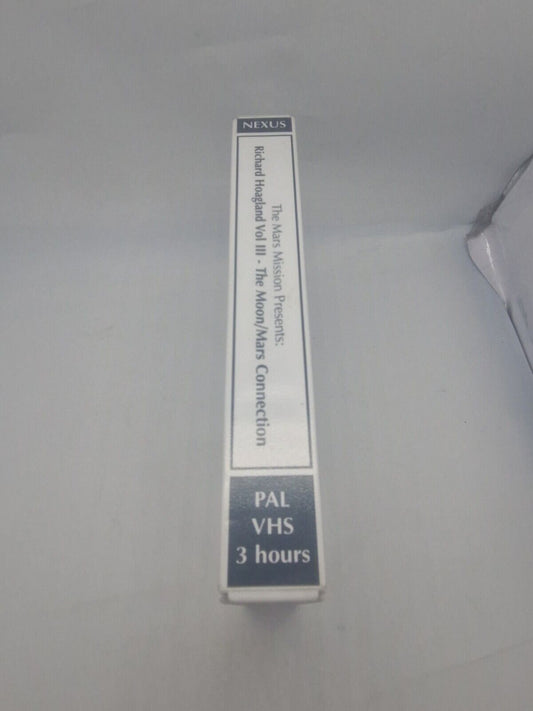 NEXUS
The Mars Mission Presents:
Richard Hoagland Vol III - The Moon/Mars Connection
PAL
VHS
3 hours